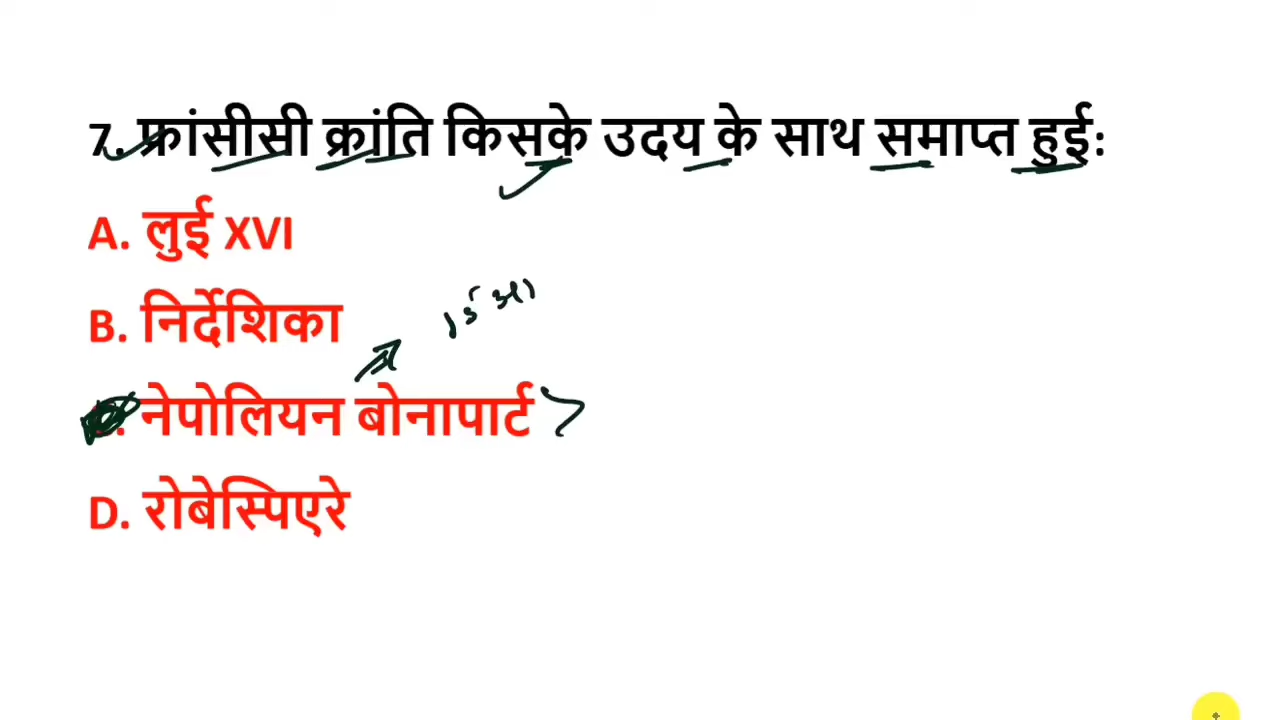 7. फ्रांसीसी क्रांति किसके उदय के साथ समाप्त हुई:
A. लुई XVI
B. निर्देशिका
नेपोलियन बोनापार्ट
D. रोबेस्पिएरे